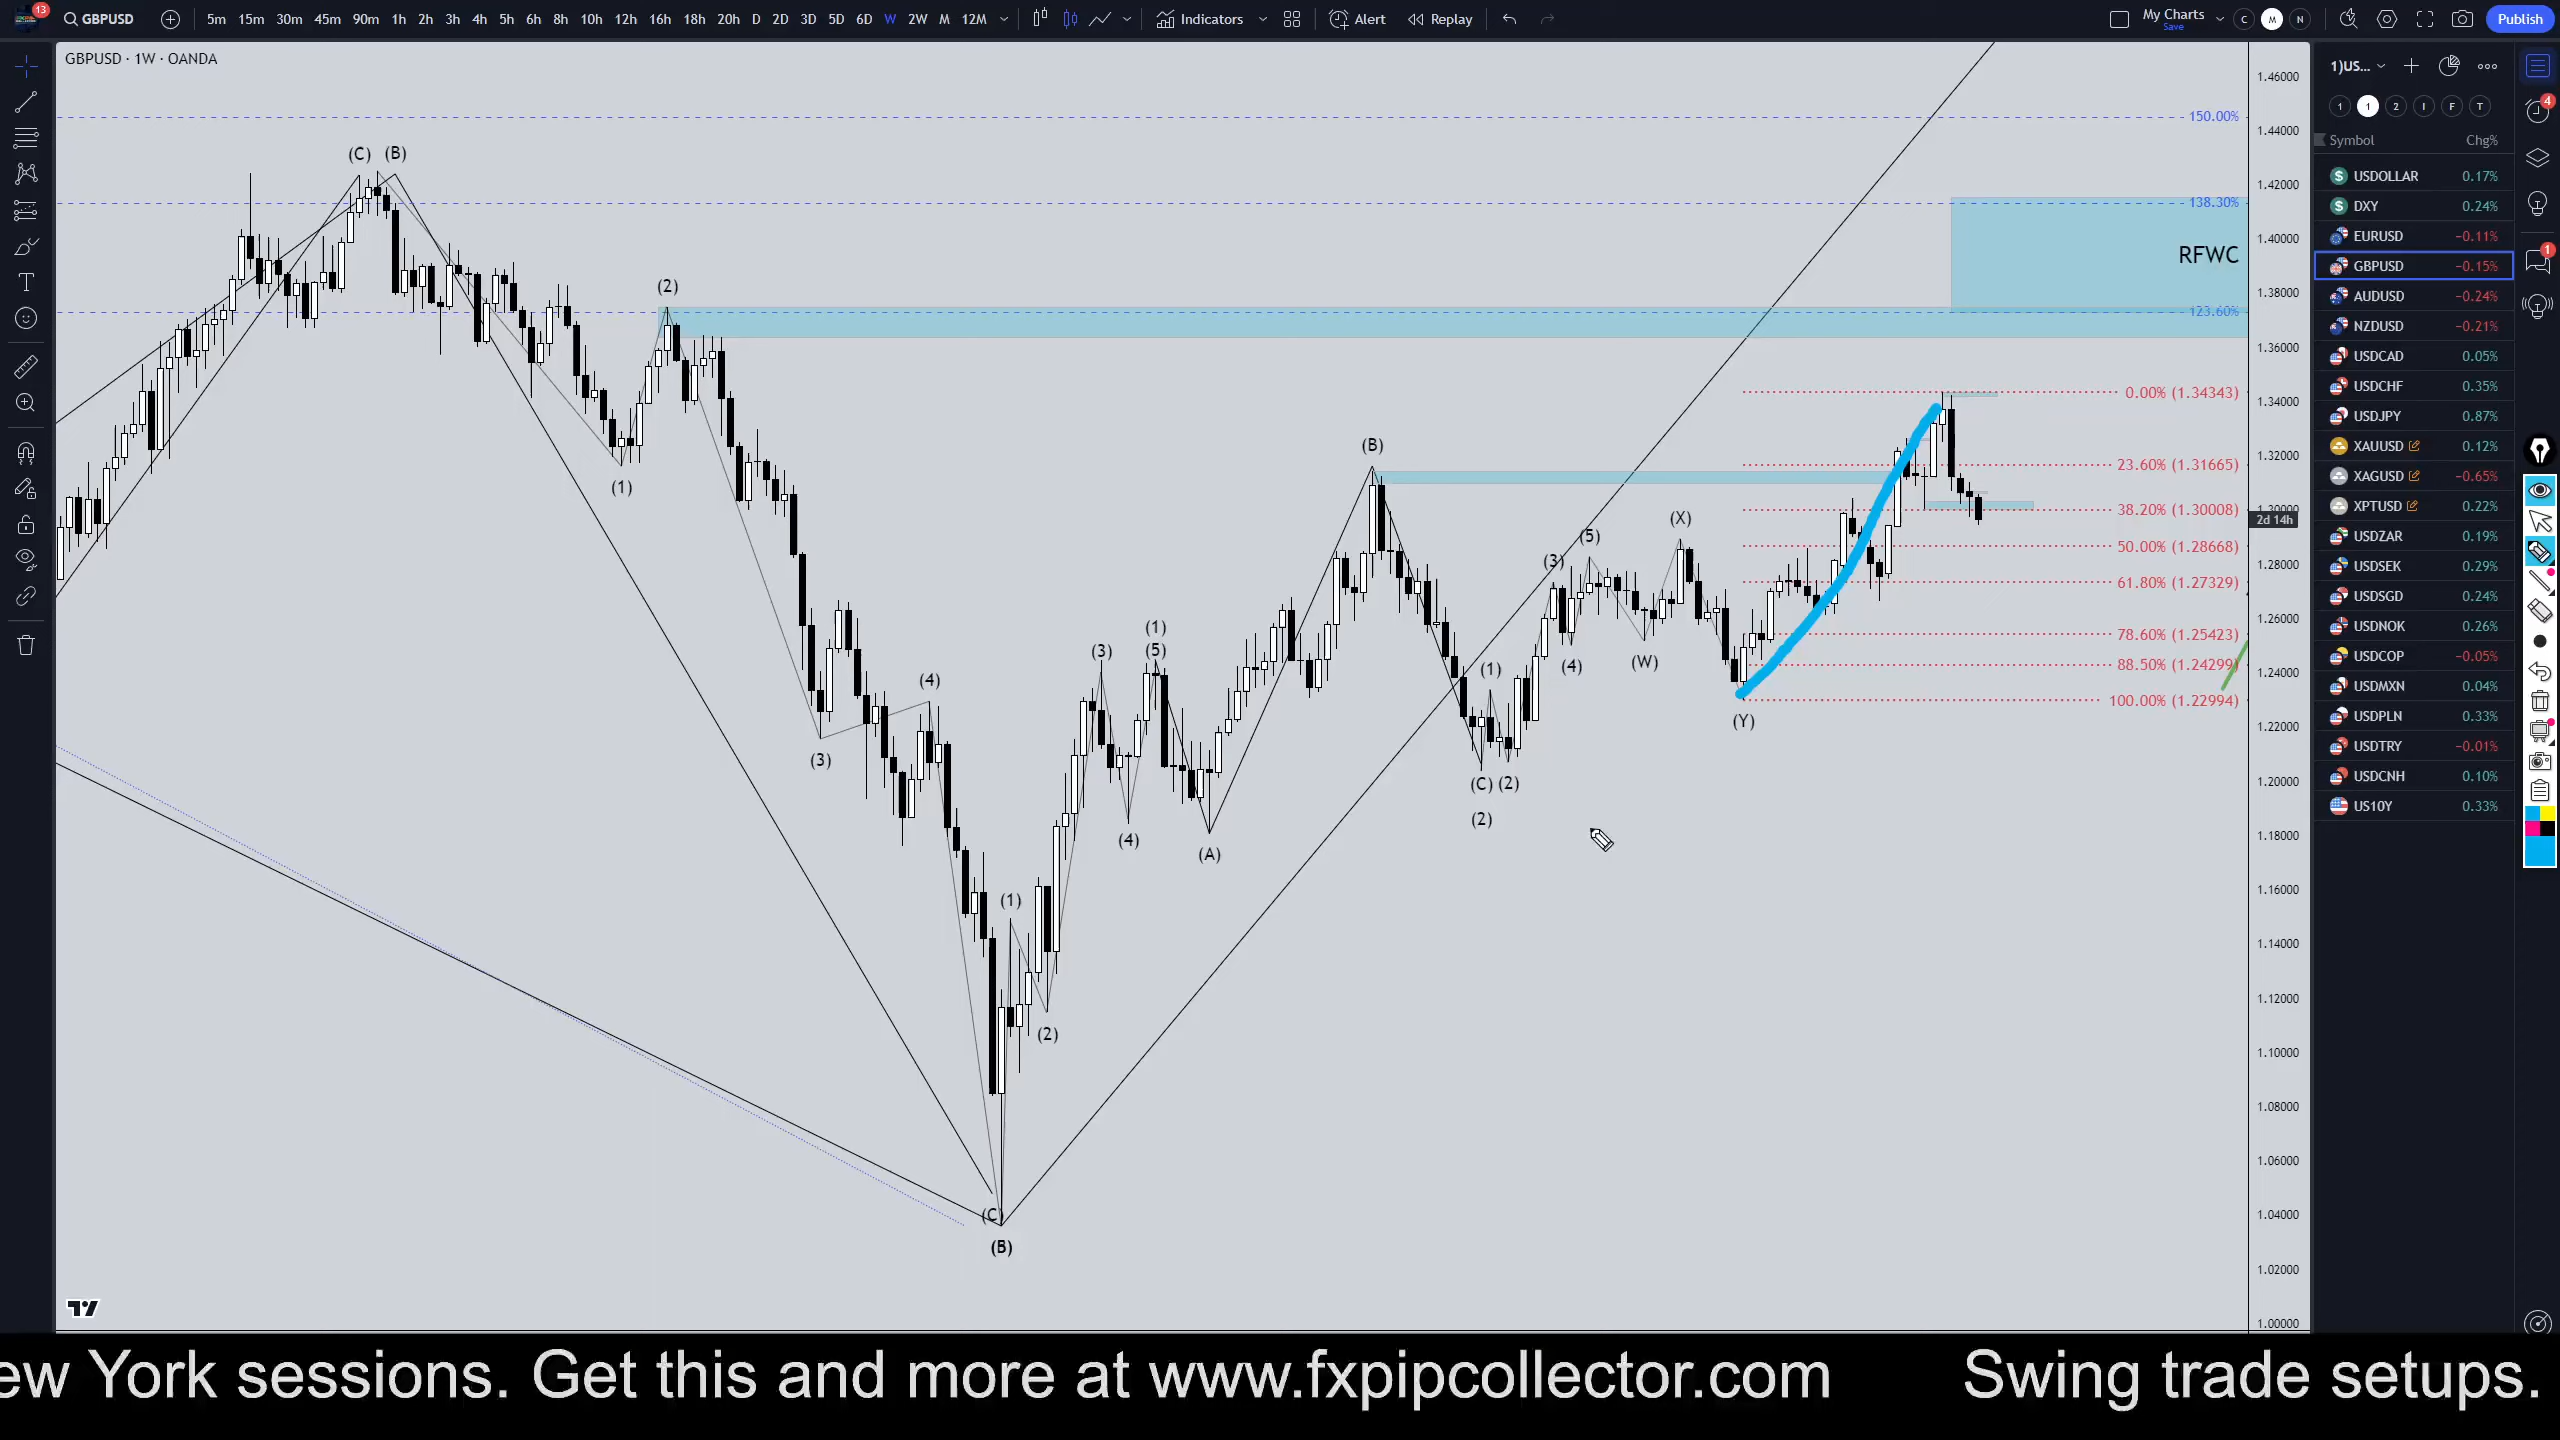 13
GBPUSD
5m 15m 30m 45m 90m 1h 2h 3h 4h 5h 6h 8h 10h 12h 16h 18h 20h D 2D 3D 5D 6D W 2W M 12M
Indicators
Alert
Replay
My Charts
Save
C M N
Publish
GBPUSD · 1W · OANDA
1.46000
1.44000
1.42000
1.40000
1.38000
1.36000
1.34000
1.32000
1.30000
2d 14h
1.28000
1.26000
1.24000
1.22000
1.20000
1.18000
1.16000
1.14000
1.12000
1.10000
1.08000
1.06000
1.04000
1.02000
1.00000
150.00%
138.30%
RFWC
123.60%
0.00% (1.34343)
23.60% (1.31665)
38.20% (1.30008)
50.00% (1.28668)
61.80% (1.27329)
78.60% (1.25423)
88.50% (1.24299)
100.00% (1.22994)
(C) (B)
(2)
(1)
(3)
(4)
(C)
(B)
(1)
(2)
(3)
(4)
(1)
(5)
(A)
(B)
(1)
(C) (2)
(2)
(3)
(4)
(5)
(W)
(X)
(Y)
1)US...
1 1 2 I F T
Symbol Chg%
USDOLLAR 0.17%
DXY 0.24%
EURUSD −0.11%
GBPUSD −0.15%
AUDUSD −0.24%
NZDUSD −0.21%
USDCAD 0.05%
USDCHF 0.35%
USDJPY 0.87%
XAUUSD 0.12%
XAGUSD −0.65%
XPTUSD 0.22%
USDZAR 0.19%
USDSEK 0.29%
USDSGD 0.24%
USDNOK 0.26%
USDCOP −0.05%
USDMXN 0.04%
USDPLN 0.33%
USDTRY −0.01%
USDCNH 0.10%
US10Y 0.33%
4
1
ew York sessions. Get this and more at www.fxpipcollector.com Swing trade setups.